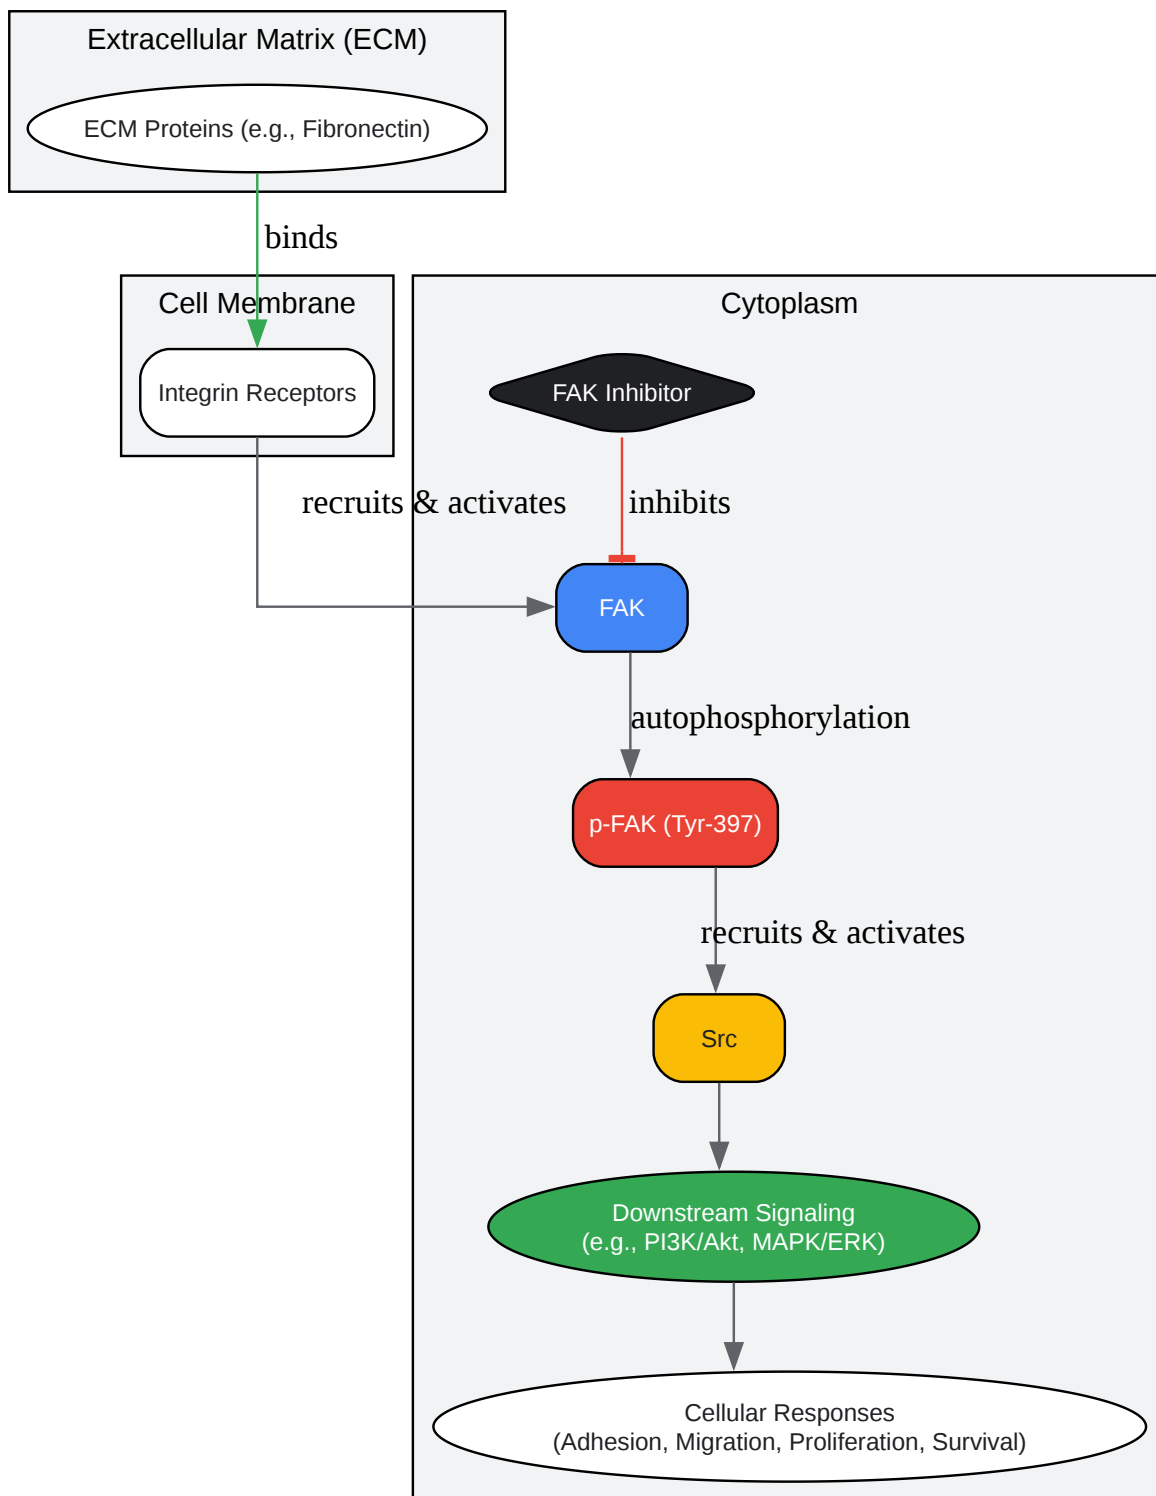 Extracellular Matrix (ECM)
ECM Proteins (e.g., Fibronectin)
binds
Cell Membrane
Integrin Receptors
Cytoplasm
FAK Inhibitor
recruits & activates
inhibits
FAK
autophosphorylation
p-FAK (Tyr-397)
recruits & activates
Src
Downstream Signaling
(e.g., PI3K/Akt, MAPK/ERK)
Cellular Responses
(Adhesion, Migration, Proliferation, Survival)